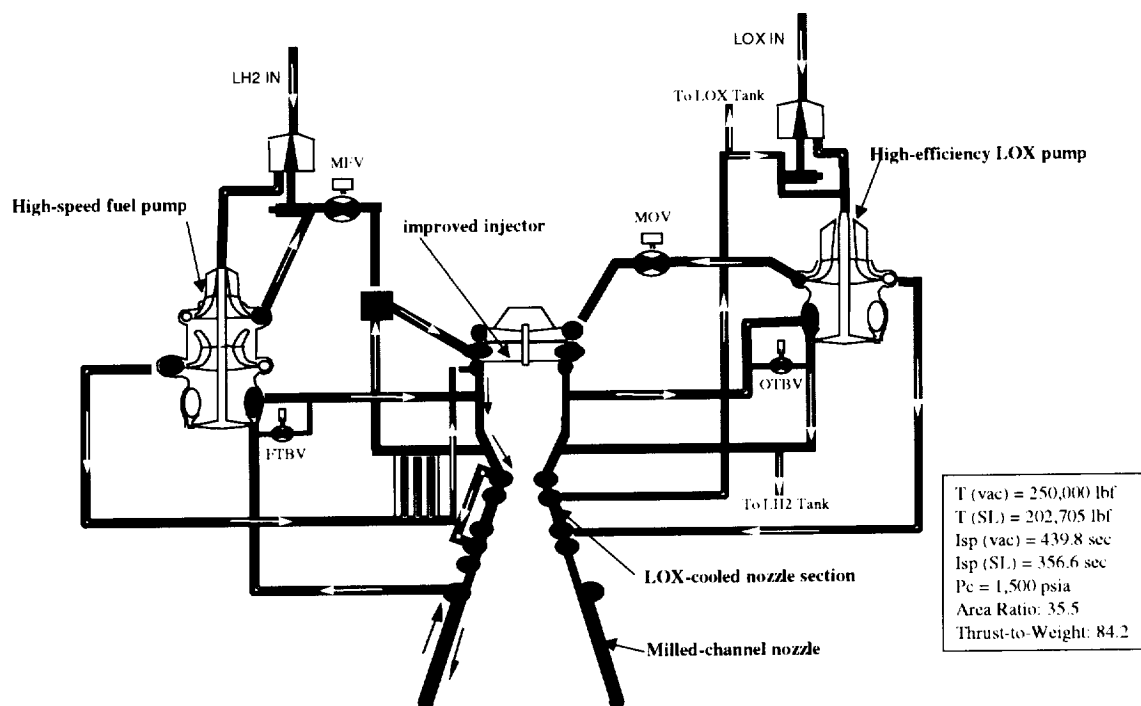 LOX IN
LH2 IN
To LOX Tank
MFV
High-efficiency LOX pump
High-speed fuel pump
MOV
improved injector
OTBV
FTBV
To LH2 Tank
LOX-cooled nozzle section
Milled-channel nozzle
T (vac) = 250,000 lbf
T (SL) = 202,705 lbf
Isp (vac) = 439.8 sec
Isp (SL) = 356.6 sec
Pc = 1,500 psia
Area Ratio: 35.5
Thrust-to-Weight: 84.2